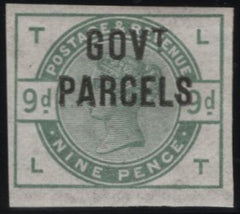 T L
POSTAGE & REVENUE
GOVT
PARCELS
9d 9d
NINE PENCE
L T